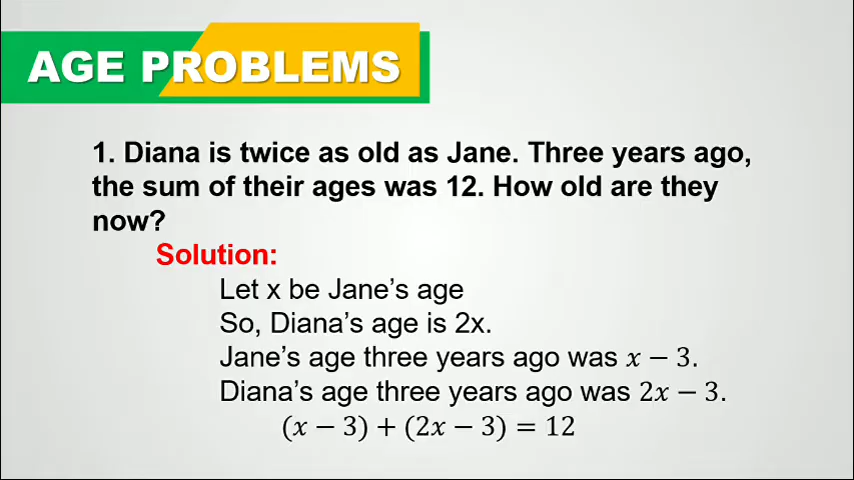 AGE PROBLEMS
1. Diana is twice as old as Jane. Three years ago,
the sum of their ages was 12. How old are they
now?
Solution:
Let x be Jane’s age
So, Diana’s age is 2x.
Jane’s age three years ago was 𝑥 − 3.
Diana’s age three years ago was 2𝑥 − 3.
(𝑥 − 3) + (2𝑥 − 3) = 12